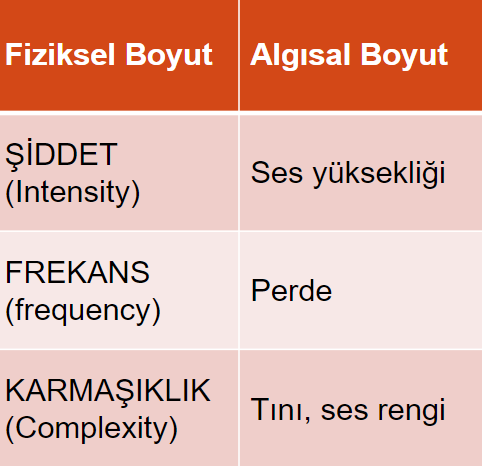 Fiziksel Boyut
Algısal Boyut
ŞİDDET
(Intensity)
Ses yüksekliği
FREKANS
(frequency)
Perde
KARMAŞIKLIK
(Complexity)
Tını, ses rengi